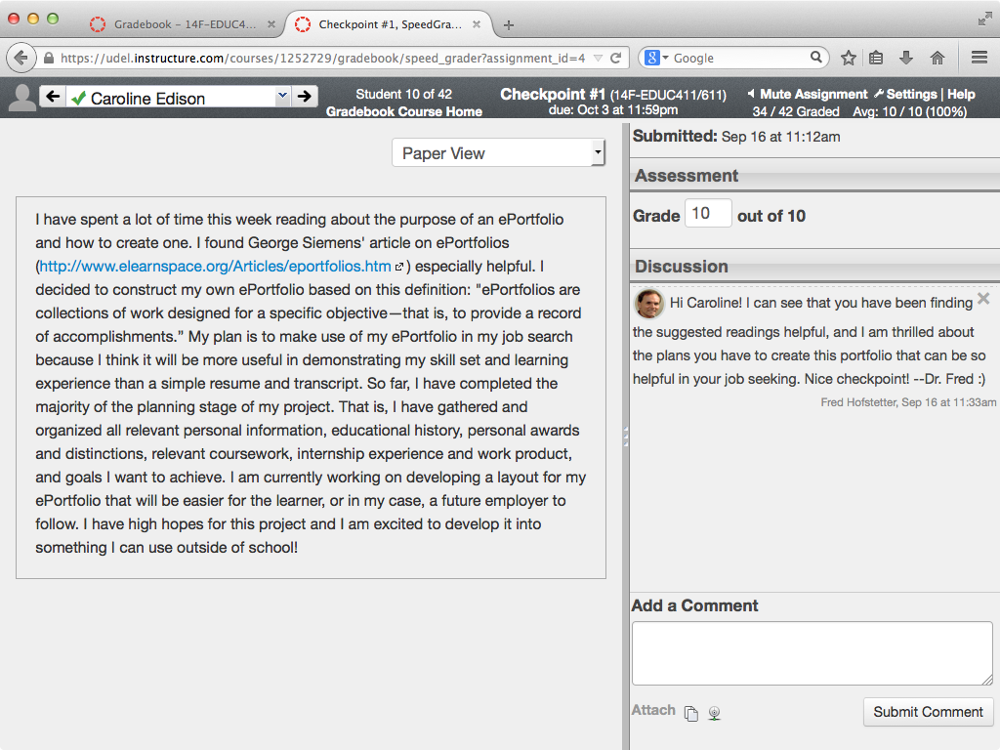 Gradebook - 14F-EDUC4...
Checkpoint #1, SpeedGra...
https://udel.instructure.com/courses/1252729/gradebook/speed_grader?assignment_id=4
Google
Caroline Edison
Student 10 of 42
Gradebook Course Home
Checkpoint #1 (14F-EDUC411/611)
due: Oct 3 at 11:59pm
Mute Assignment Settings | Help
34 / 42 Graded Avg: 10 / 10 (100%)
Paper View
I have spent a lot of time this week reading about the purpose of an ePortfolio
and how to create one. I found George Siemens' article on ePortfolios
(http://www.elearnspace.org/Articles/eportfolios.htm ) especially helpful. I
decided to construct my own ePortfolio based on this definition: "ePortfolios are
collections of work designed for a specific objective—that is, to provide a record
of accomplishments.” My plan is to make use of my ePortfolio in my job search
because I think it will be more useful in demonstrating my skill set and learning
experience than a simple resume and transcript. So far, I have completed the
majority of the planning stage of my project. That is, I have gathered and
organized all relevant personal information, educational history, personal awards
and distinctions, relevant coursework, internship experience and work product,
and goals I want to achieve. I am currently working on developing a layout for my
ePortfolio that will be easier for the learner, or in my case, a future employer to
follow. I have high hopes for this project and I am excited to develop it into
something I can use outside of school!
Submitted: Sep 16 at 11:12am
Assessment
Grade 10 out of 10
Discussion
Hi Caroline! I can see that you have been finding
the suggested readings helpful, and I am thrilled about
the plans you have to create this portfolio that can be so
helpful in your job seeking. Nice checkpoint! --Dr. Fred :)
Fred Hofstetter, Sep 16 at 11:33am
Add a Comment
Attach
Submit Comment